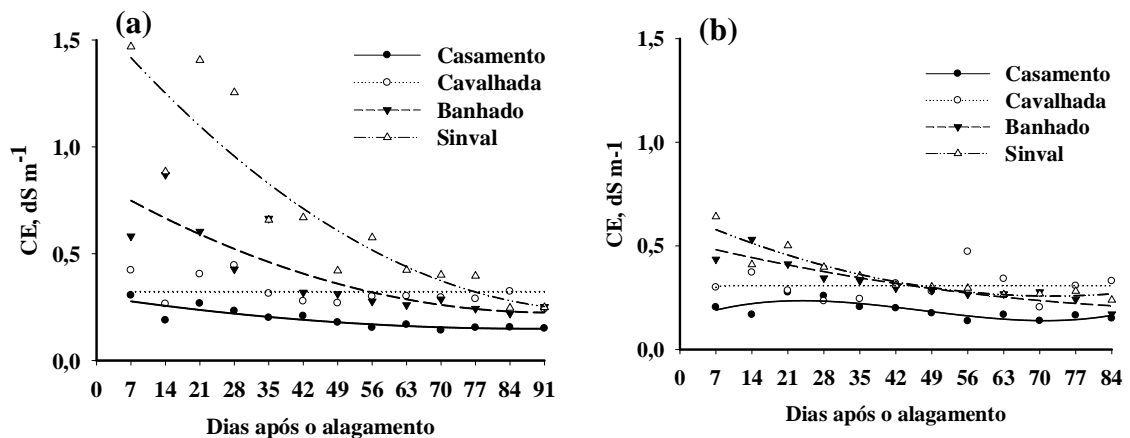 (a)
1,5
1,0
0,5
0,0
CE, dS m-1
Casamento
Cavalhada
Banhado
Sinval
0 7 14 21 28 35 42 49 56 63 70 77 84 91
Dias após o alagamento
(b)
1,5
1,0
0,5
0,0
CE, dS m-1
Casamento
Cavalhada
Banhado
Sinval
0 7 14 21 28 35 42 49 56 63 70 77 84
Dias após o alagamento